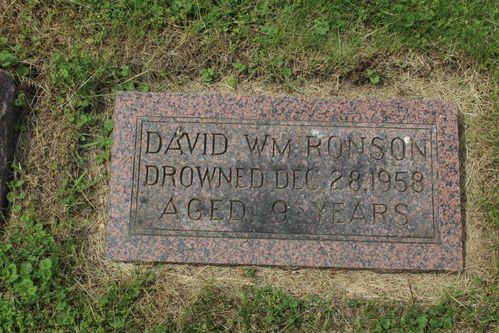 DAVID WM. RONSON
DROWNED DEC 28, 1958
AGED 9 YEARS